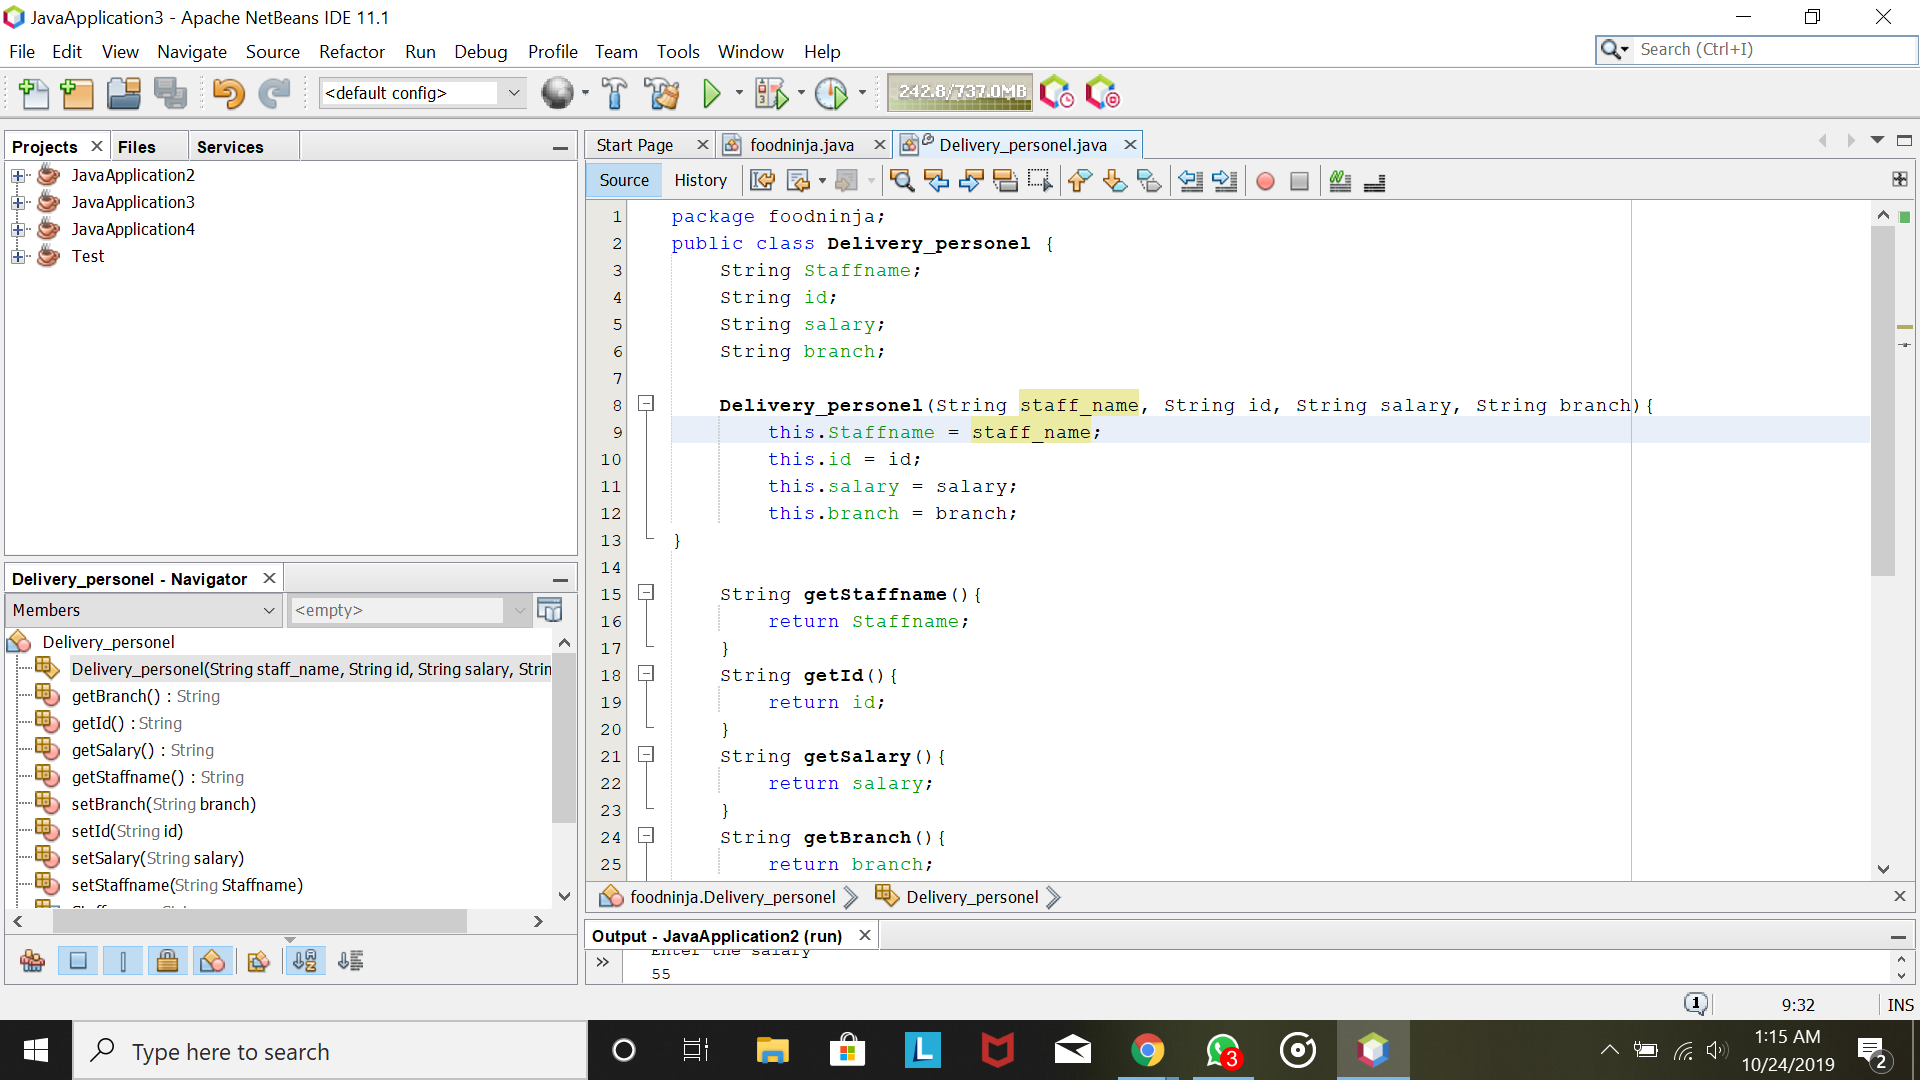 JavaApplication3 - Apache NetBeans IDE 11.1
File Edit View Navigate Source Refactor Run Debug Profile Team Tools Window Help
Search (Ctrl+I)
<default config>
242.8/737.0MB
Projects Files Services
JavaApplication2
JavaApplication3
JavaApplication4
Test
Delivery_personel - Navigator
Members
<empty>
Delivery_personel
Delivery_personel(String staff_name, String id, String salary, Strin
getBranch() : String
getId() : String
getSalary() : String
getStaffname() : String
setBranch(String branch)
setId(String id)
setSalary(String salary)
setStaffname(String Staffname)
Start Page foodninja.java Delivery_personel.java
Source History
1 package foodninja;
2 public class Delivery_personel {
3 String Staffname;
4 String id;
5 String salary;
6 String branch;
7
8 Delivery_personel(String staff_name, String id, String salary, String branch){
9 this.Staffname = staff_name;
10 this.id = id;
11 this.salary = salary;
12 this.branch = branch;
13 }
14
15 String getStaffname(){
16 return Staffname;
17 }
18 String getId(){
19 return id;
20 }
21 String getSalary(){
22 return salary;
23 }
24 String getBranch(){
25 return branch;
foodninja.Delivery_personel Delivery_personel
Output - JavaApplication2 (run)
Enter the salary
55
1 9:32 INS
Type here to search
L
3
1:15 AM
10/24/2019
2